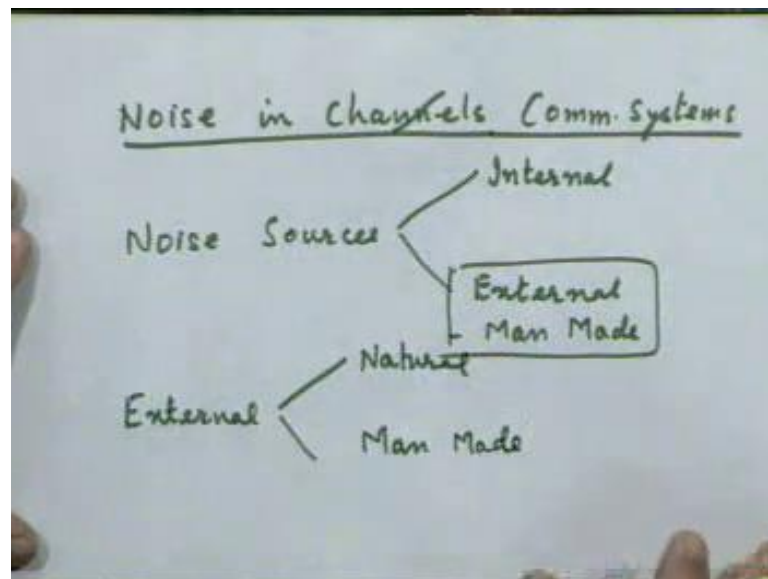 Noise in Channels Comm. Systems
Internal
Noise Sources
External
Man Made
Natural
External
Man Made